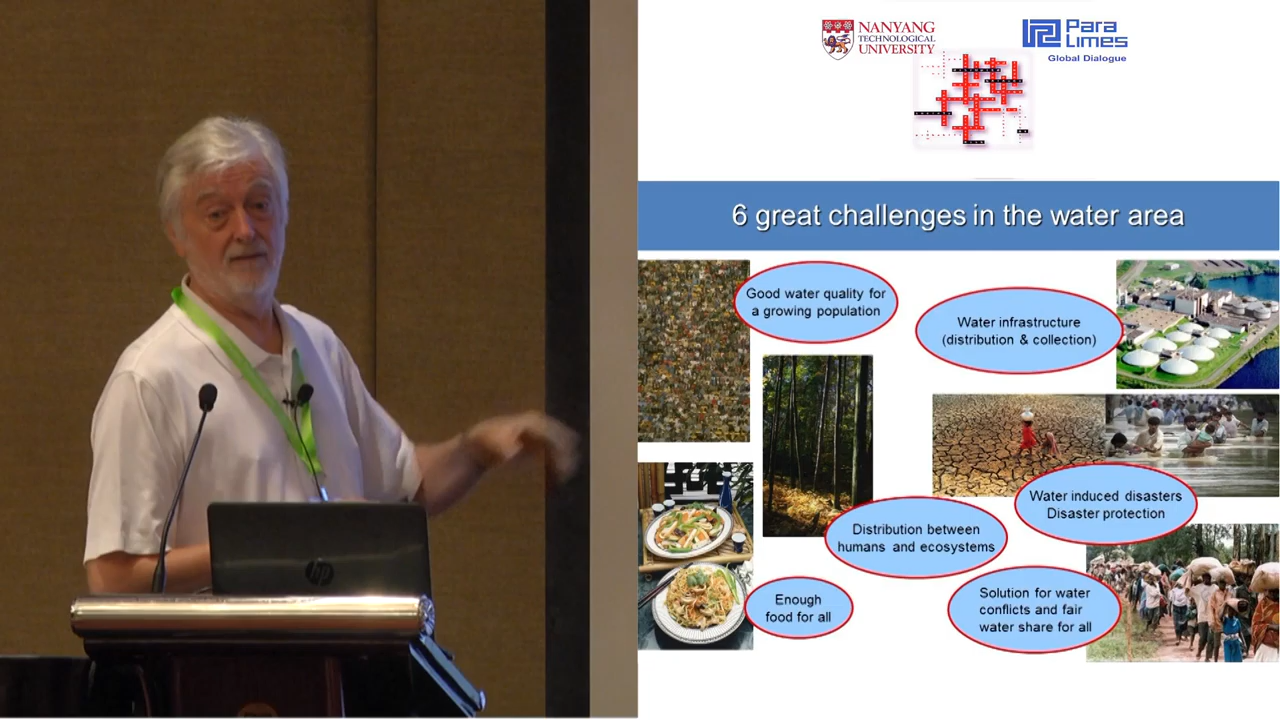 NANYANG
TECHNOLOGICAL
UNIVERSITY
Para
Limes
Global Dialogue
6 great challenges in the water area
Good water quality for
a growing population
Water infrastructure
(distribution & collection)
Water induced disasters
Disaster protection
Distribution between
humans and ecosystems
Enough
food for all
Solution for water
conflicts and fair
water share for all
hp